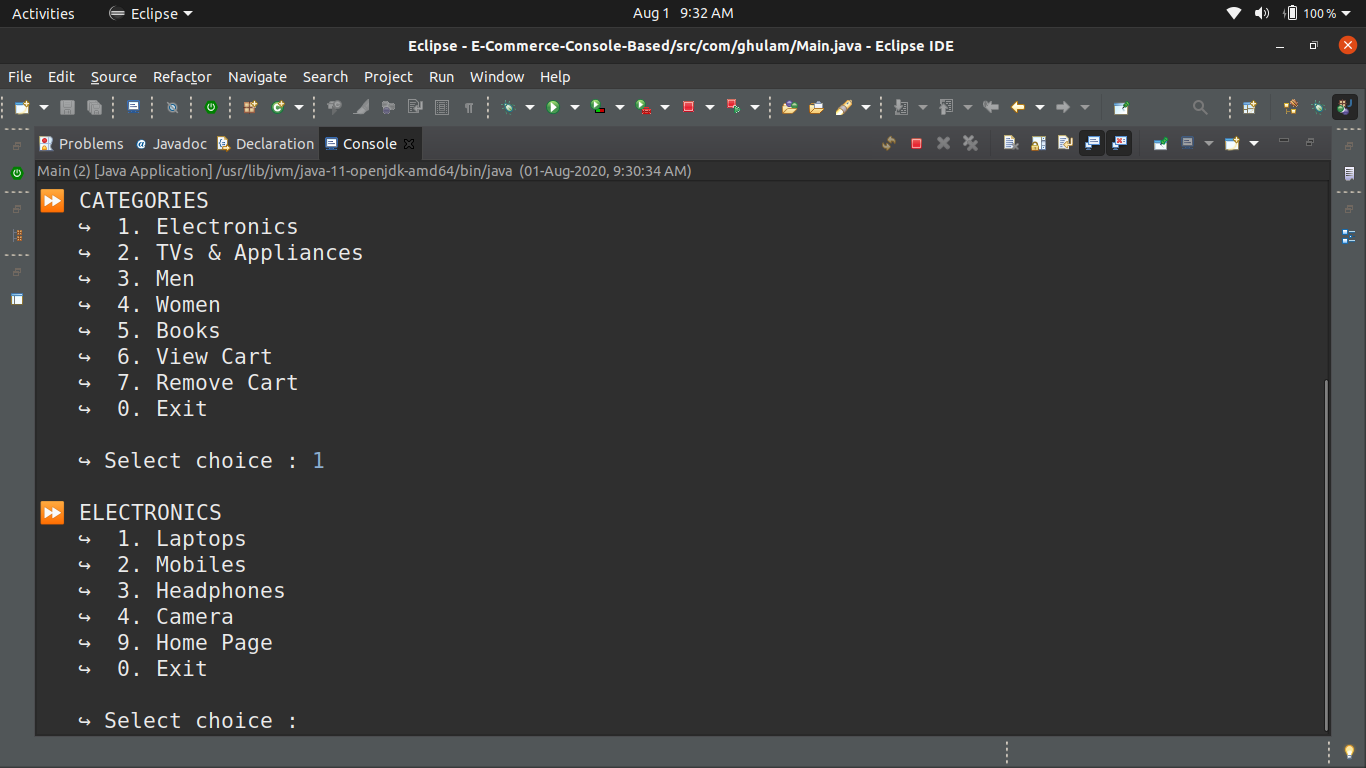 Activities Eclipse Aug 1 9:32 AM 100 %
Eclipse - E-Commerce-Console-Based/src/com/ghulam/Main.java - Eclipse IDE
File Edit Source Refactor Navigate Search Project Run Window Help
Problems @ Javadoc Declaration Console
Main (2) [Java Application] /usr/lib/jvm/java-11-openjdk-amd64/bin/java (01-Aug-2020, 9:30:34 AM)
⏩ CATEGORIES
↪ 1. Electronics
↪ 2. TVs & Appliances
↪ 3. Men
↪ 4. Women
↪ 5. Books
↪ 6. View Cart
↪ 7. Remove Cart
↪ 0. Exit
↪ Select choice : 1
⏩ ELECTRONICS
↪ 1. Laptops
↪ 2. Mobiles
↪ 3. Headphones
↪ 4. Camera
↪ 9. Home Page
↪ 0. Exit
↪ Select choice :